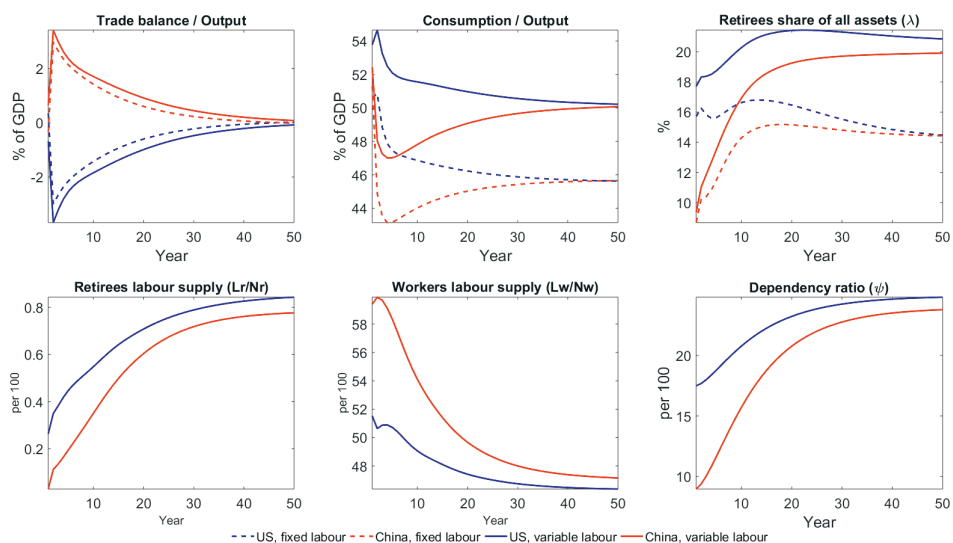 Trade balance / Output
% of GDP
2
0
-2
10 20 30 40 50
Year
Consumption / Output
% of GDP
54
52
50
48
46
44
10 20 30 40 50
Year
Retirees share of all assets (λ)
%
20
18
16
14
12
10
10 20 30 40 50
Year
Retirees labour supply (Lr/Nr)
per 100
0.8
0.6
0.4
0.2
10 20 30 40 50
Year
Workers labour supply (Lw/Nw)
per 100
58
56
54
52
50
48
46
10 20 30 40 50
Year
Dependency ratio (ψ)
per 100
20
15
10
10 20 30 40 50
Year
US, fixed labour China, fixed labour US, variable labour China, variable labour